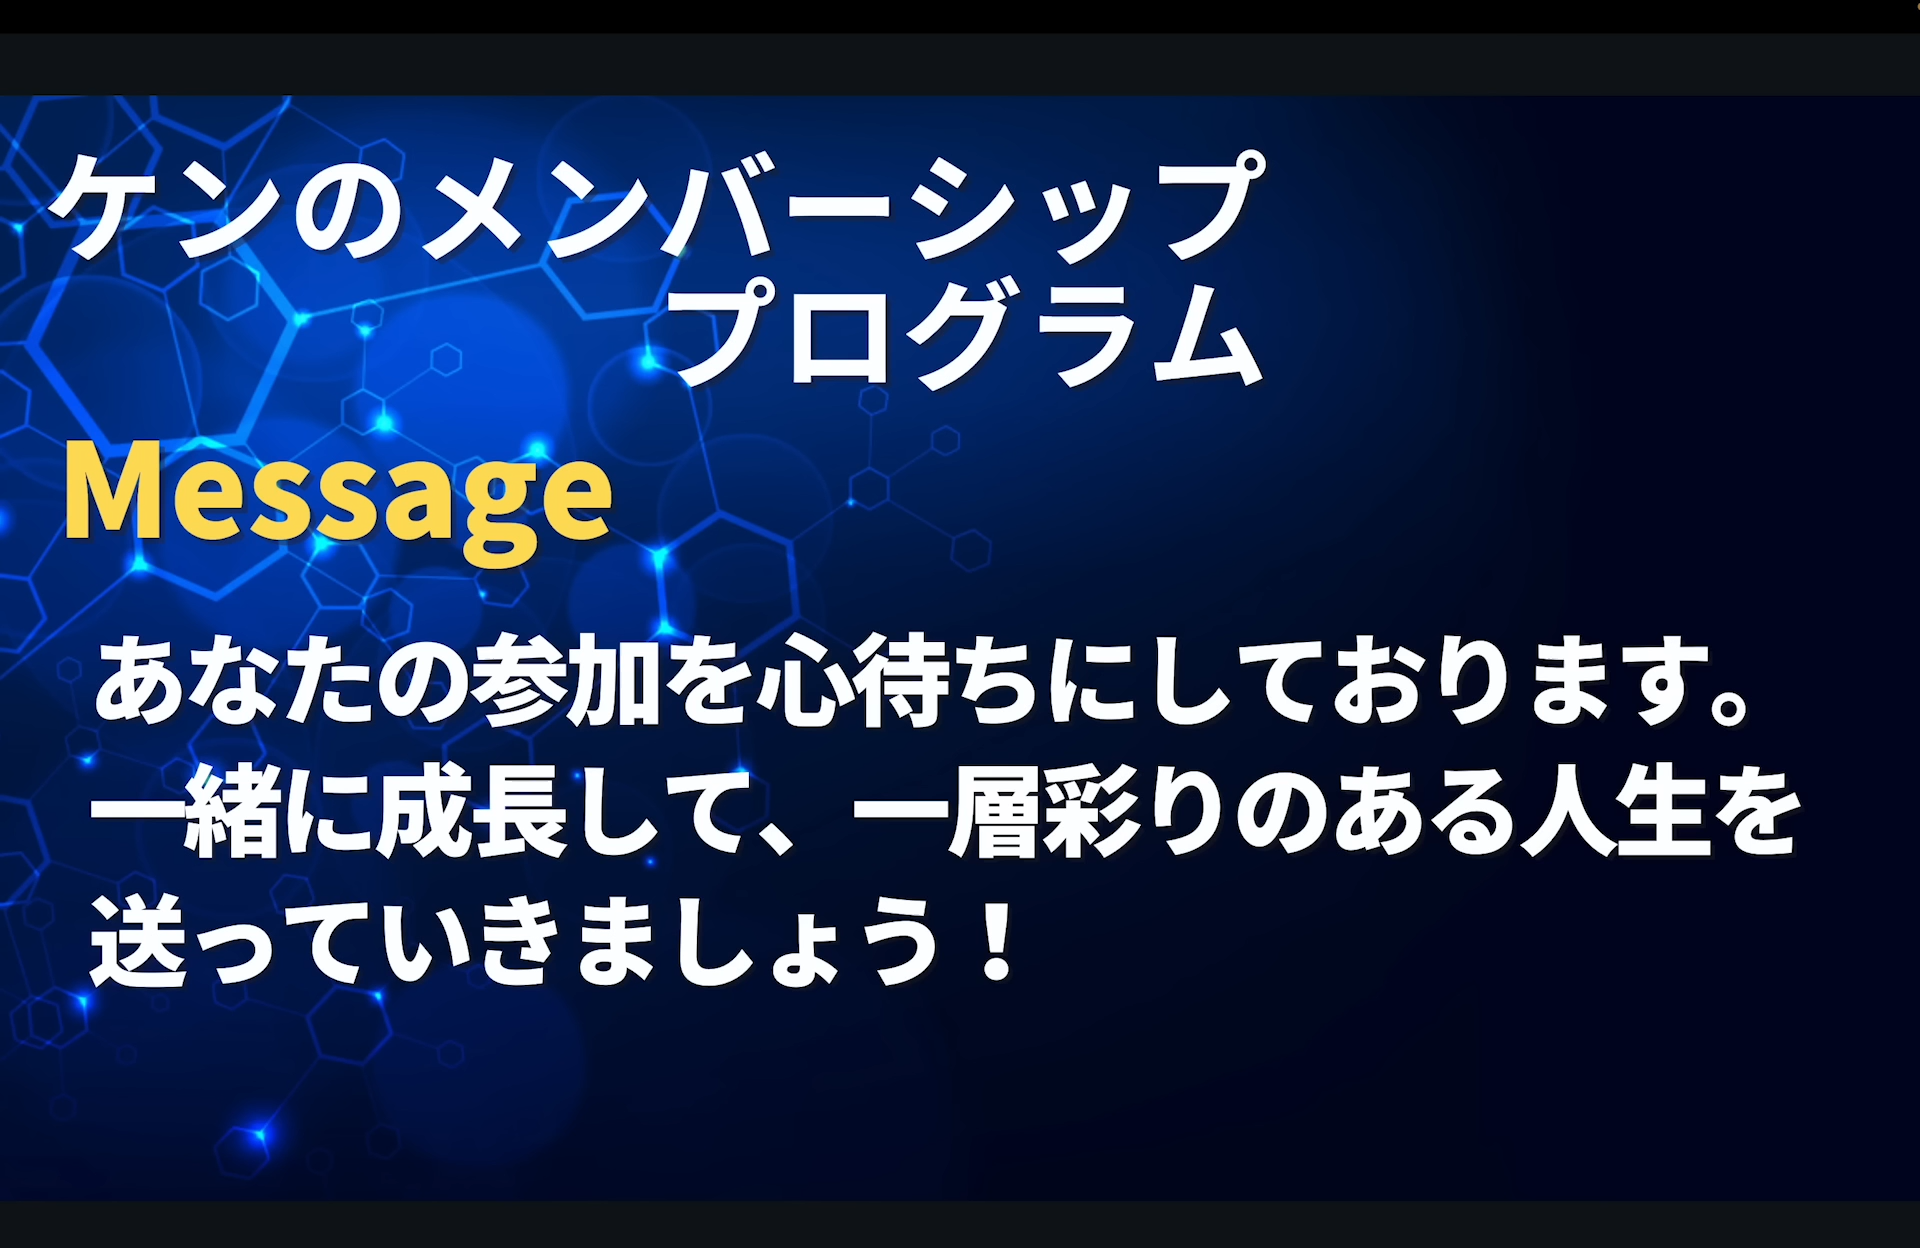 ケンのメンバーシップ
プログラム
Message
あなたの参加を心待ちにしております。
一緒に成長して、一層彩りのある人生を
送っていきましょう！